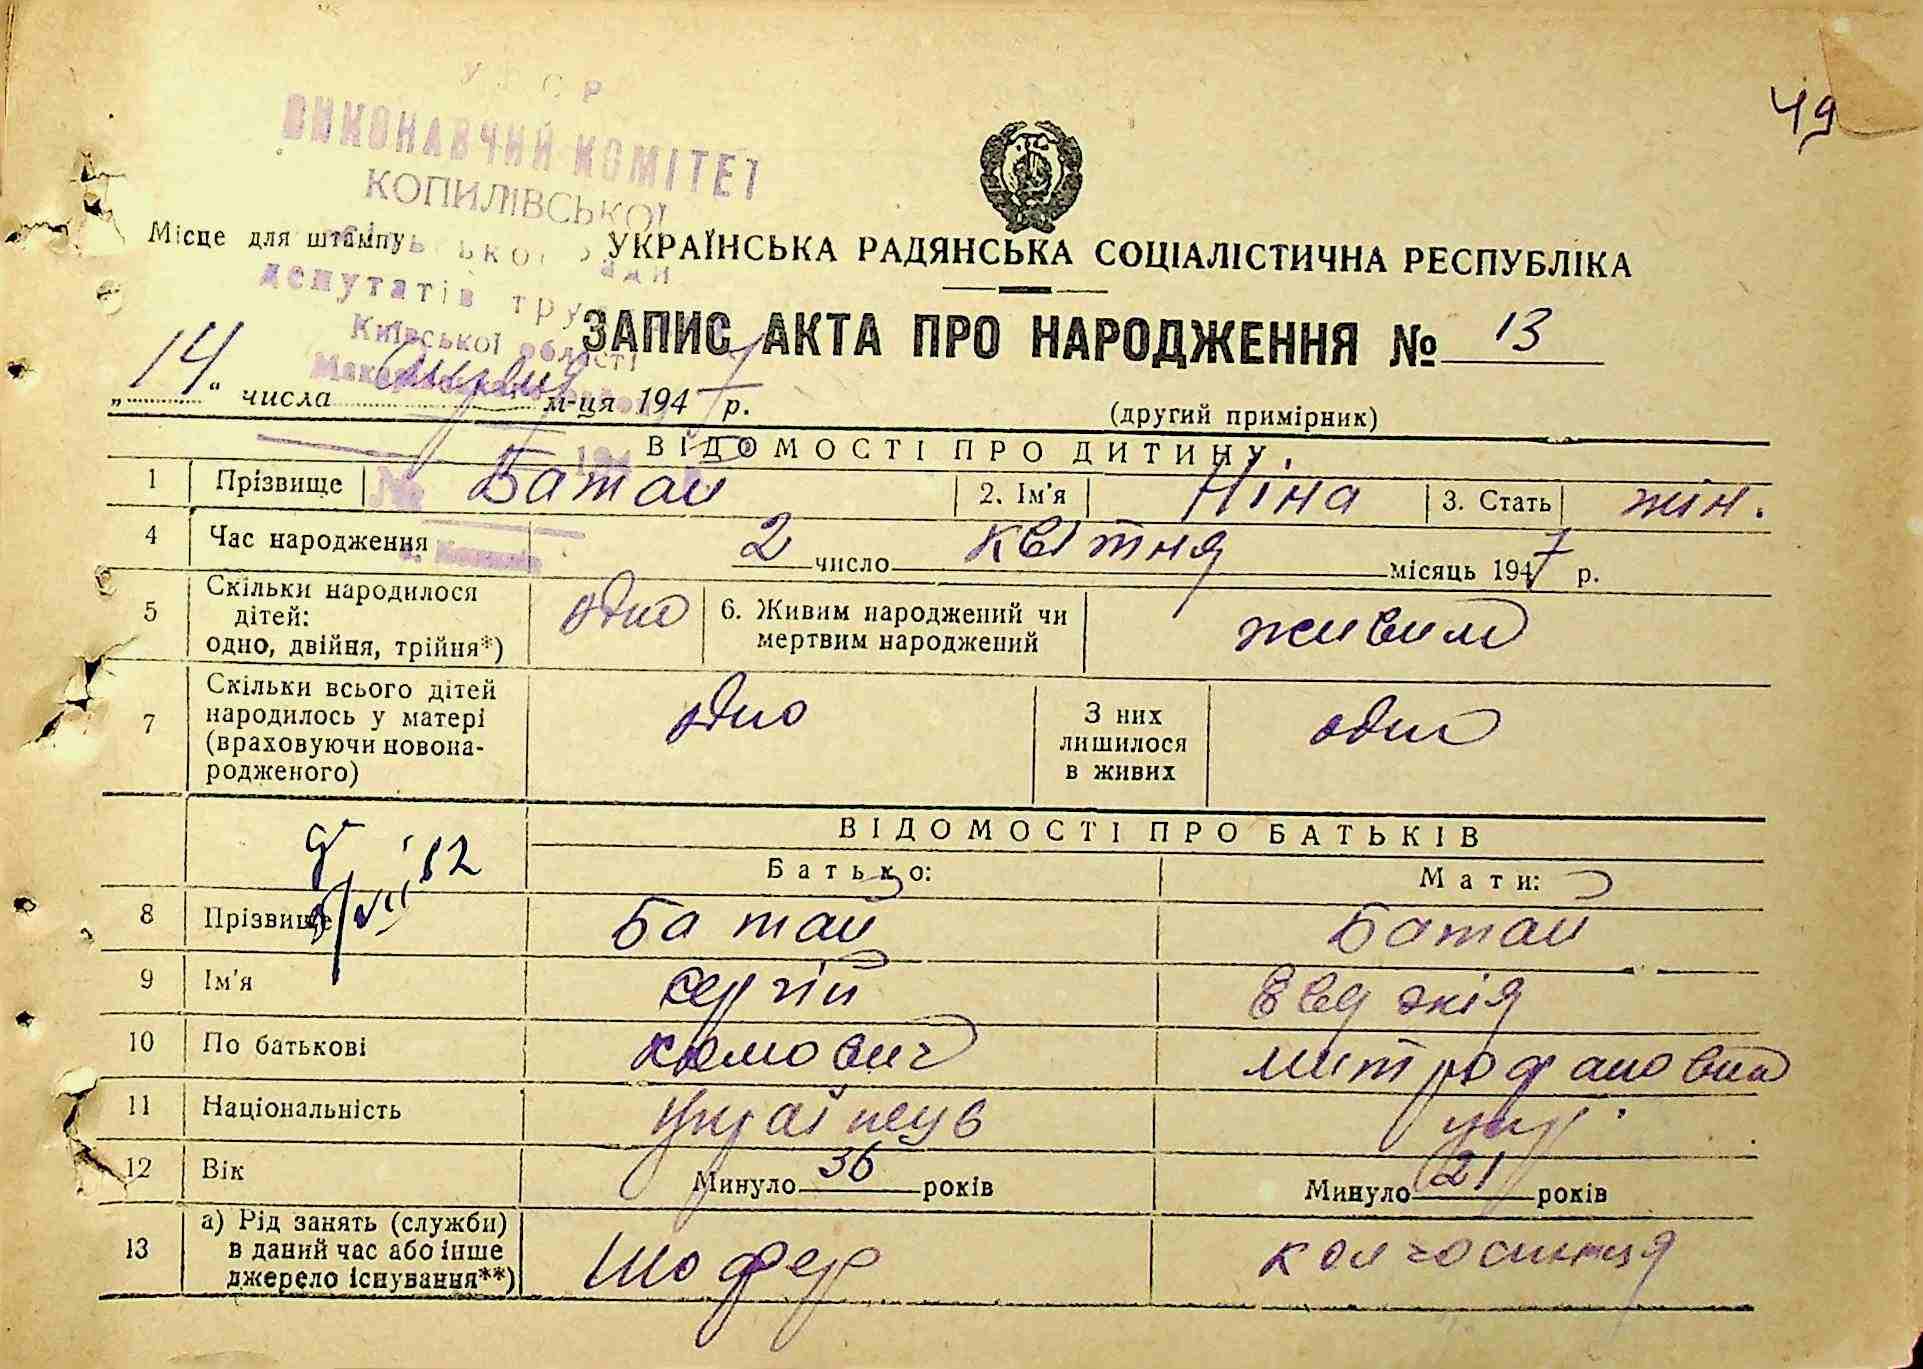 49
УРСР
ВИКОНАВЧИЙ КОМІТЕТ
КОПИЛІВСЬКОЇ
Місце для штампу
УКРАЇНСЬКА РАДЯНСЬКА СОЦІАЛІСТИЧНА РЕСПУБЛІКА
депутатів
Київської області
ЗАПИС АКТА ПРО НАРОДЖЕННЯ № 13
„14“ числа м-ця 1947 р.
(другий примірник)
ВІДОМОСТІ ПРО ДИТИНУ.
1 Прізвище № Батай 2. Ім'я Ніна 3. Стать жін.
4 Час народження 2 число квітня місяць 1947 р.
5 Скільки народилося дітей: одно, двійня, трійня*) одно 6. Живим народжений чи мертвим народжений живим
7 Скільки всього дітей народилось у матері (враховуючи новонародженого) одно З них лишилося в живих одно
ВІДОМОСТІ ПРО БАТЬКІВ
Батько: Мати:
8 Прізвище Батай Батай
9 Ім'я Сергій Евдокія
10 По батькові митрофановна
11 Національність українець укр.
12 Вік Минуло 36 років Минуло 21 років
13 а) Рід занять (служби) в даний час або інше джерело існування**) шофер колгоспниця